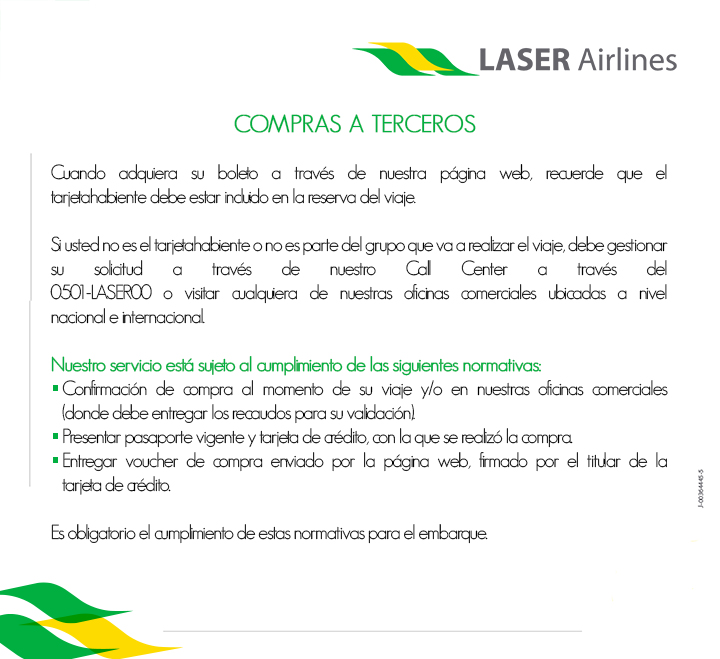 LASER Airlines
COMPRAS A TERCEROS
Cuando adquiera su boleto a través de nuestra página web, recuerde que el
tarjetahabiente debe estar incluido en la reserva del viaje.
Si usted no es el tarjetahabiente o no es parte del grupo que va a realizar el viaje, debe gestionar
su solicitud a través de nuestro Call Center a través del
0501-LASER00 o visitar cualquiera de nuestras oficinas comerciales ubicadas a nivel
nacional e internacional.
Nuestro servicio está sujeto al cumplimiento de las siguientes normativas:
▪ Confirmación de compra al momento de su viaje y/o en nuestras oficinas comerciales
(donde debe entregar los recaudos para su validación).
▪ Presentar pasaporte vigente y tarjeta de crédito, con la que se realizó la compra.
▪ Entregar voucher de compra enviado por la página web, firmado por el titular de la
tarjeta de crédito.
Es obligatorio el cumplimiento de estas normativas para el embarque.
J-00364445-5